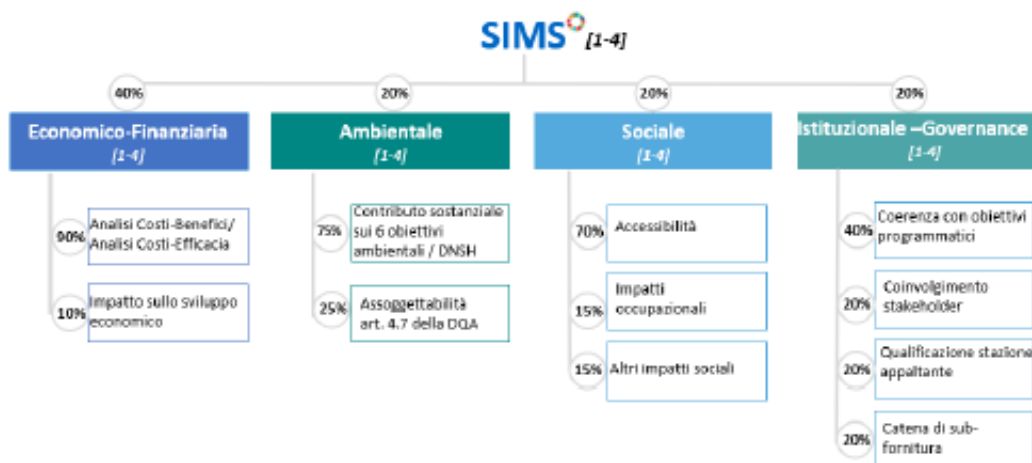 SIMS [1-4]
40%
20%
20%
20%
Economico-Finanziaria
[1-4]
Ambientale
[1-4]
Sociale
[1-4]
Istituzionale –Governance
[1-4]
90%
Analisi Costi-Benefici/
Analisi Costi-Efficacia
10%
Impatto sullo sviluppo
economico
75%
Contributo sostanziale
sui 6 obiettivi
ambientali / DNSH
25%
Assoggettabilità
art. 4.7 della DQA
70%
Accessibilità
15%
Impatti
occupazionali
15%
Altri impatti sociali
40%
Coerenza con obiettivi
programmatici
20%
Coinvolgimento
stakeholder
20%
Qualificazione stazione
appaltante
20%
Catena di sub-
fornitura